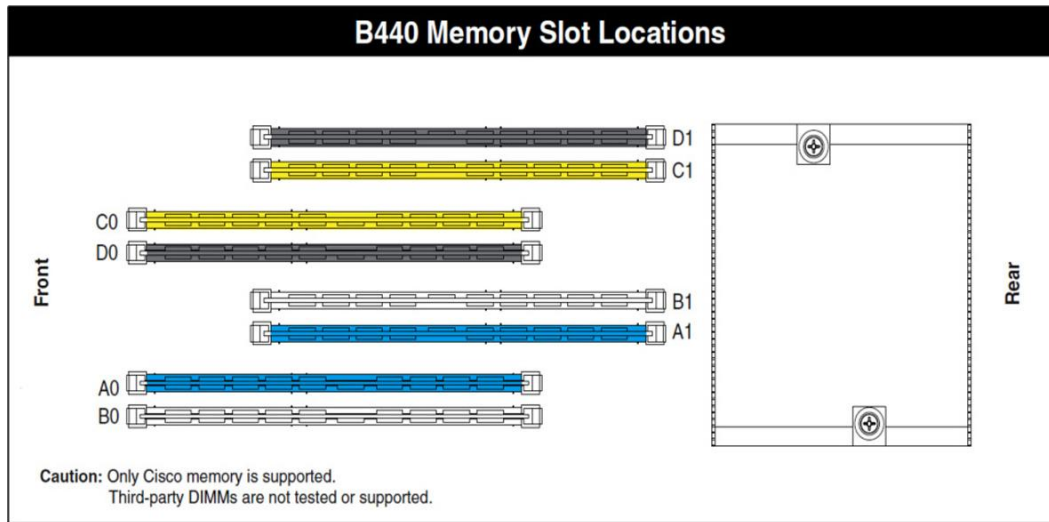 B440 Memory Slot Locations
D1
C1
C0
D0
Front
Rear
B1
A1
A0
B0
Caution: Only Cisco memory is supported.
Third-party DIMMs are not tested or supported.